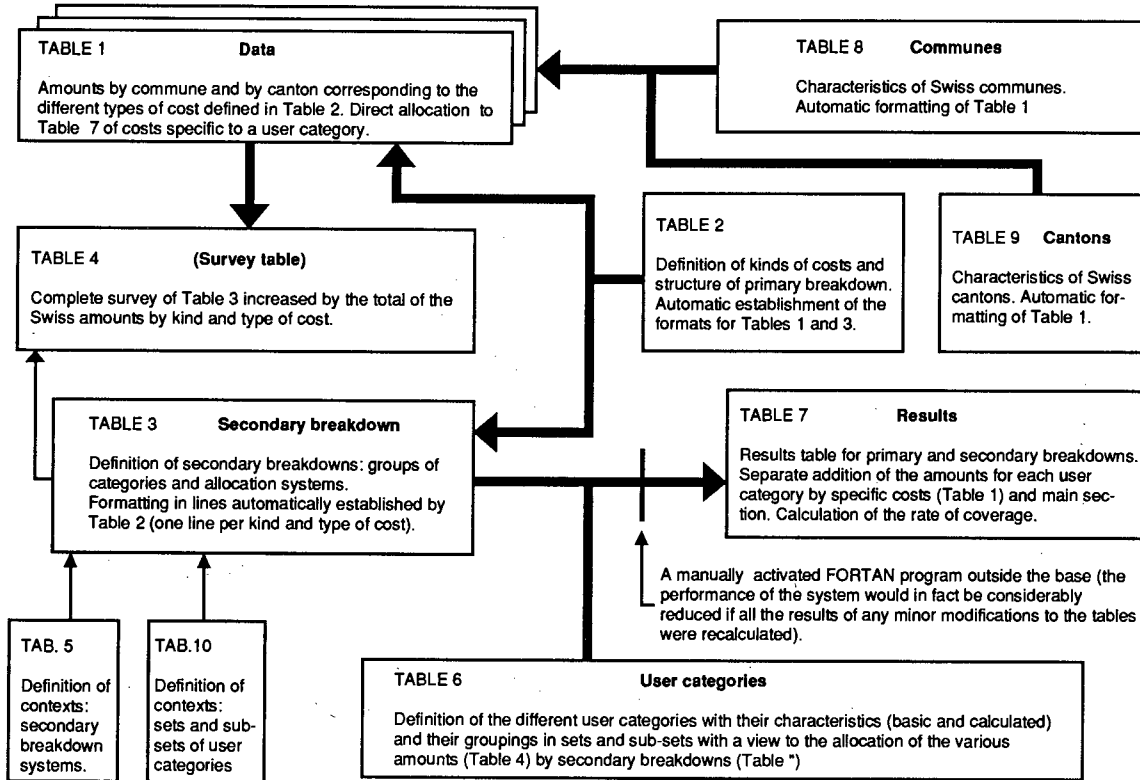 TABLE 1 Data
Amounts by commune and by canton corresponding to the
different types of cost defined in Table 2. Direct allocation to
Table 7 of costs specific to a user category.
TABLE 8 Communes
Characteristics of Swiss communes.
Automatic formatting of Table 1
TABLE 4 (Survey table)
Complete survey of Table 3 increased by the total of the
Swiss amounts by kind and type of cost.
TABLE 2
Definition of kinds of costs and
structure of primary breakdown.
Automatic establishment of the
formats for Tables 1 and 3.
TABLE 9 Cantons
Characteristics of Swiss
cantons. Automatic for-
matting of Table 1.
TABLE 3 Secondary breakdown
Definition of secondary breakdowns: groups of
categories and allocation systems.
Formatting in lines automatically established by
Table 2 (one line per kind and type of cost).
TABLE 7 Results
Results table for primary and secondary breakdowns.
Separate addition of the amounts for each user
category by specific costs (Table 1) and main sec-
tion. Calculation of the rate of coverage.
A manually activated FORTAN program outside the base (the
performance of the system would in fact be considerably
reduced if all the results of any minor modifications to the tables
were recalculated).
TAB. 5
Definition of
contexts:
secondary
breakdown
systems.
TAB.10
Definition of
contexts:
sets and sub-
sets of user
categories
TABLE 6 User categories
Definition of the different user categories with their characteristics (basic and calculated)
and their groupings in sets and sub-sets with a view to the allocation of the various
amounts (Table 4) by secondary breakdowns (Table ")